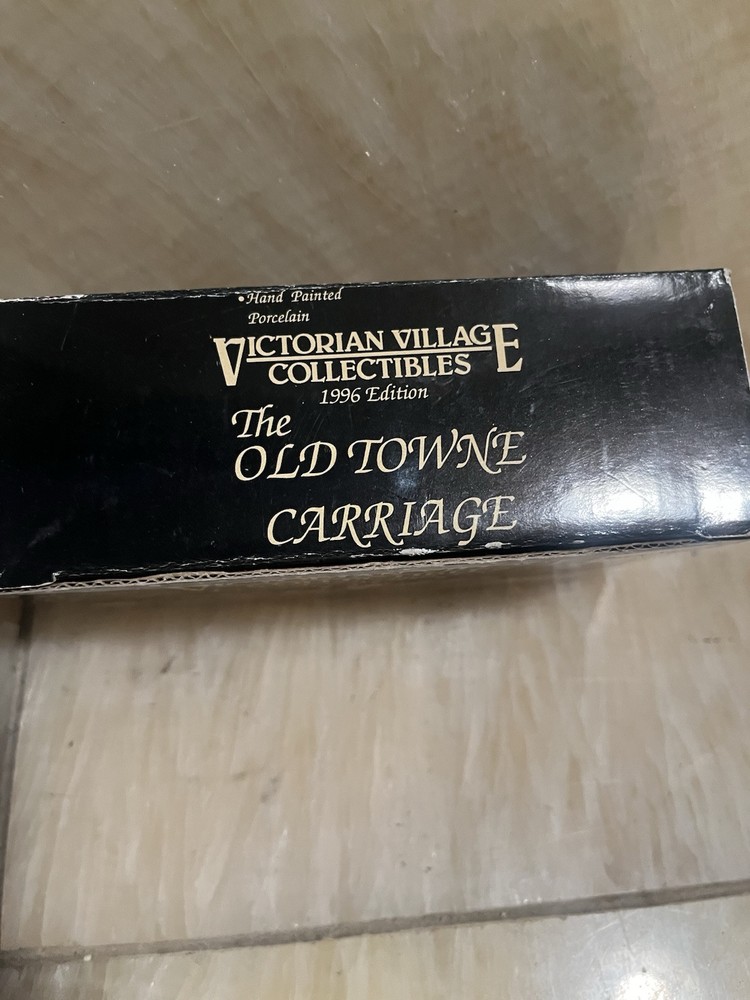 •Hand Painted
Porcelain
VICTORIAN VILLAGE
COLLECTIBLES
1996 Edition
The
OLD TOWNE
CARRIAGE